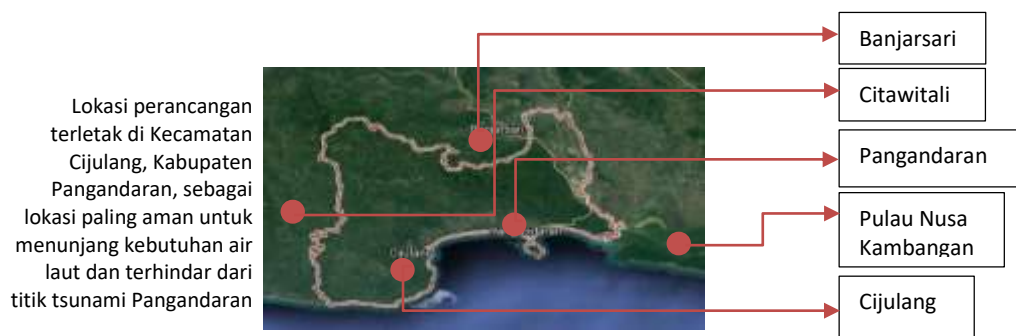 Lokasi perancangan
terletak di Kecamatan
Cijulang, Kabupaten
Pangandaran, sebagai
lokasi paling aman untuk
menunjang kebutuhan air
laut dan terhindar dari
titik tsunami Pangandaran
Banjarsari
Citawitali
Pangandaran
Pulau Nusa
Kambangan
Cijulang